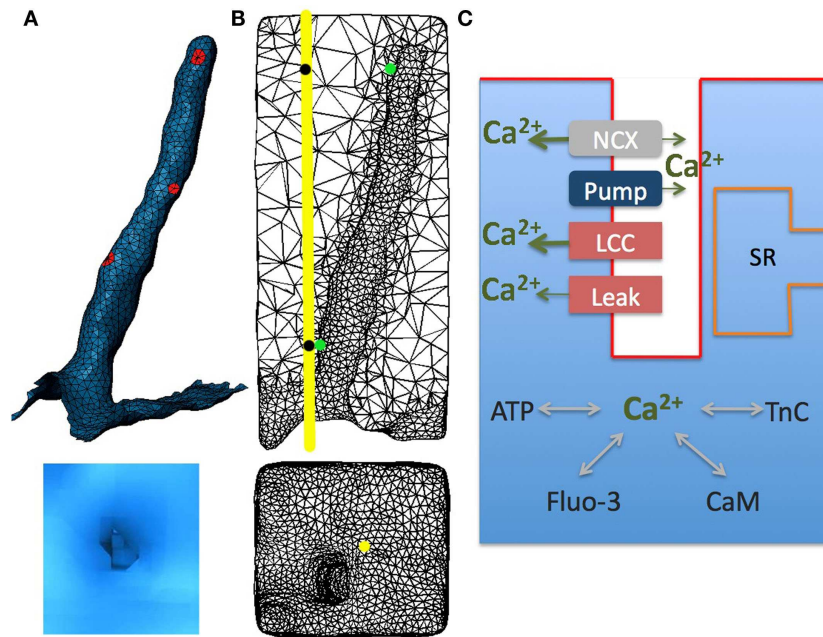 A
B
C
Ca2+
NCX
Ca2+
Pump
Ca2+
LCC
SR
Ca2+
Leak
ATP
Ca2+
TnC
Fluo-3
CaM